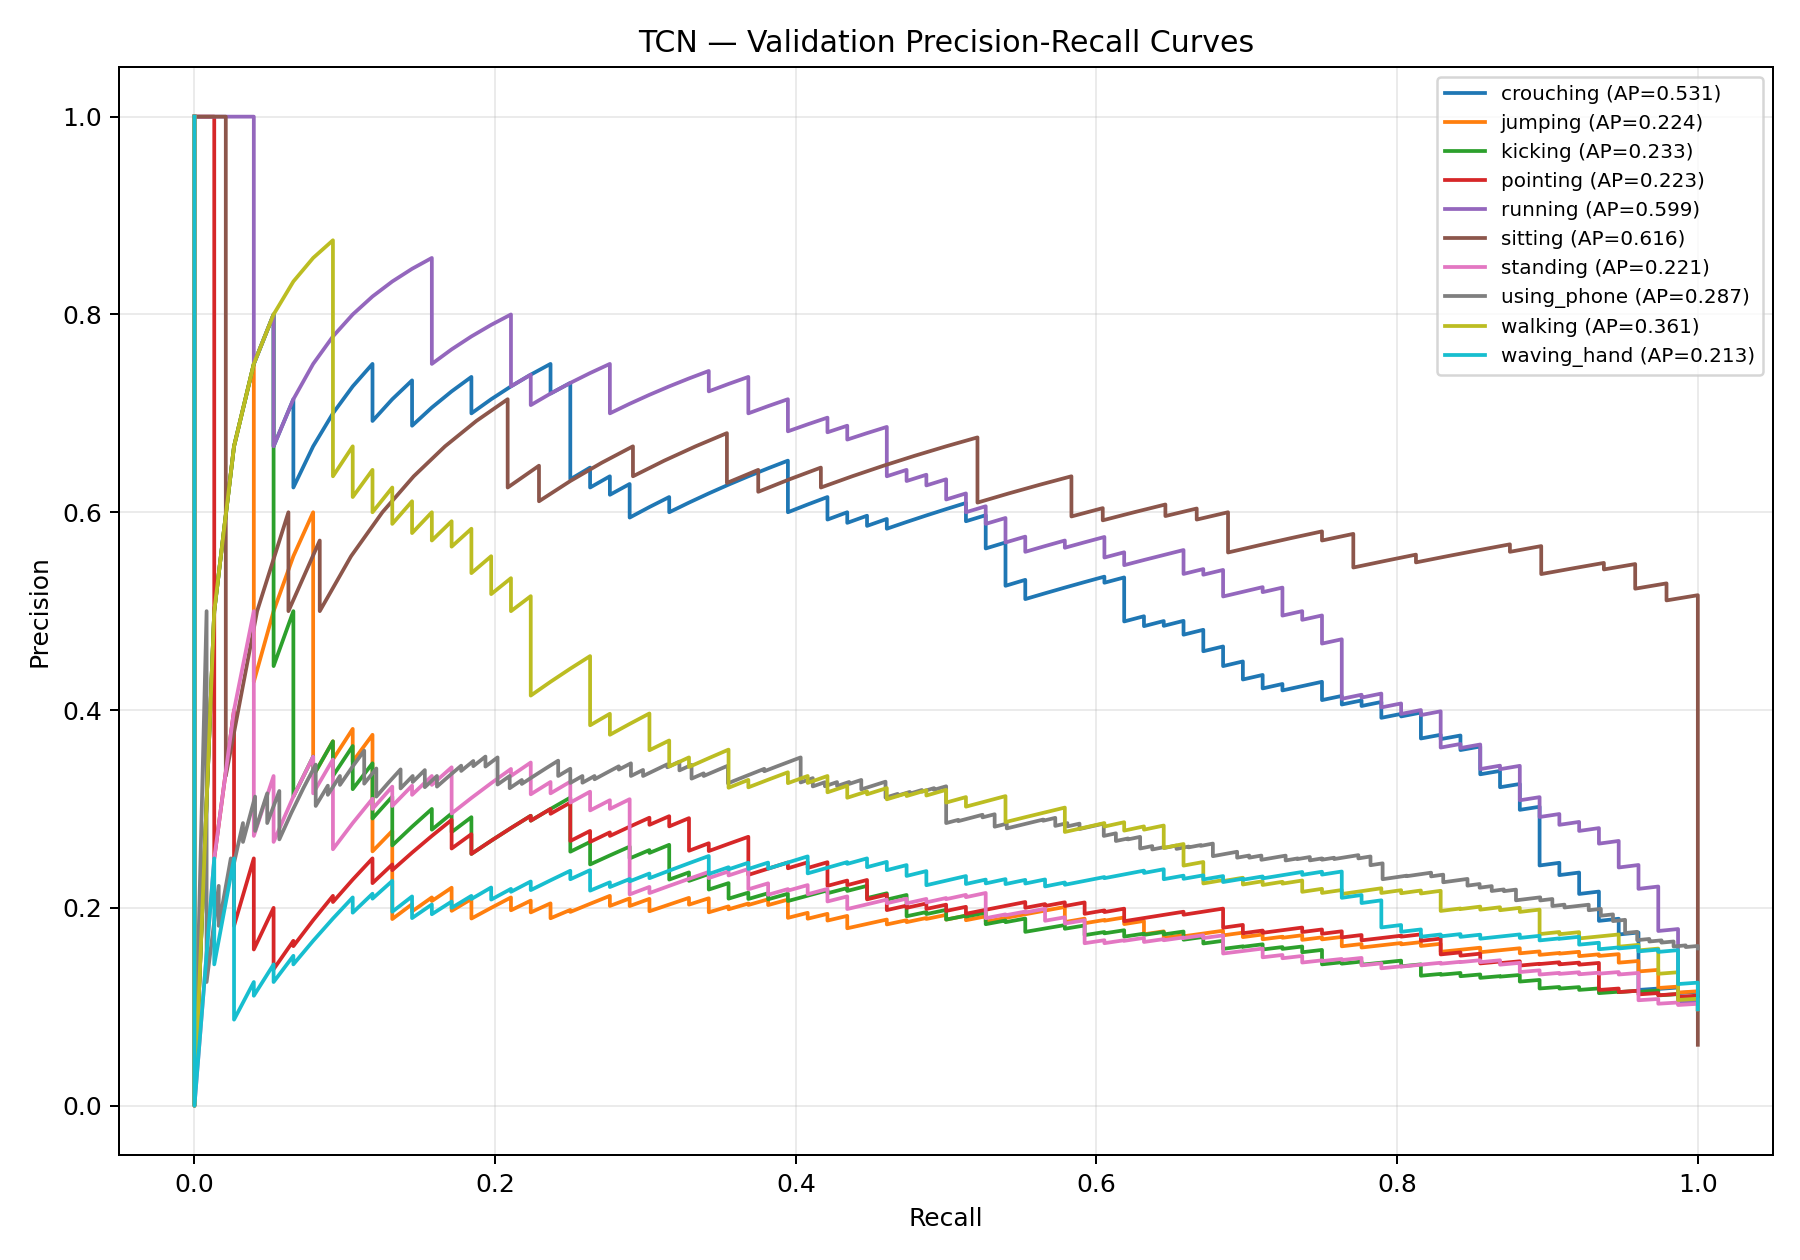 TCN — Validation Precision-Recall Curves
crouching (AP=0.531)
jumping (AP=0.224)
kicking (AP=0.233)
pointing (AP=0.223)
running (AP=0.599)
sitting (AP=0.616)
standing (AP=0.221)
using_phone (AP=0.287)
walking (AP=0.361)
waving_hand (AP=0.213)
Precision
1.0
0.8
0.6
0.4
0.2
0.0
0.0 0.2 0.4 0.6 0.8 1.0
Recall